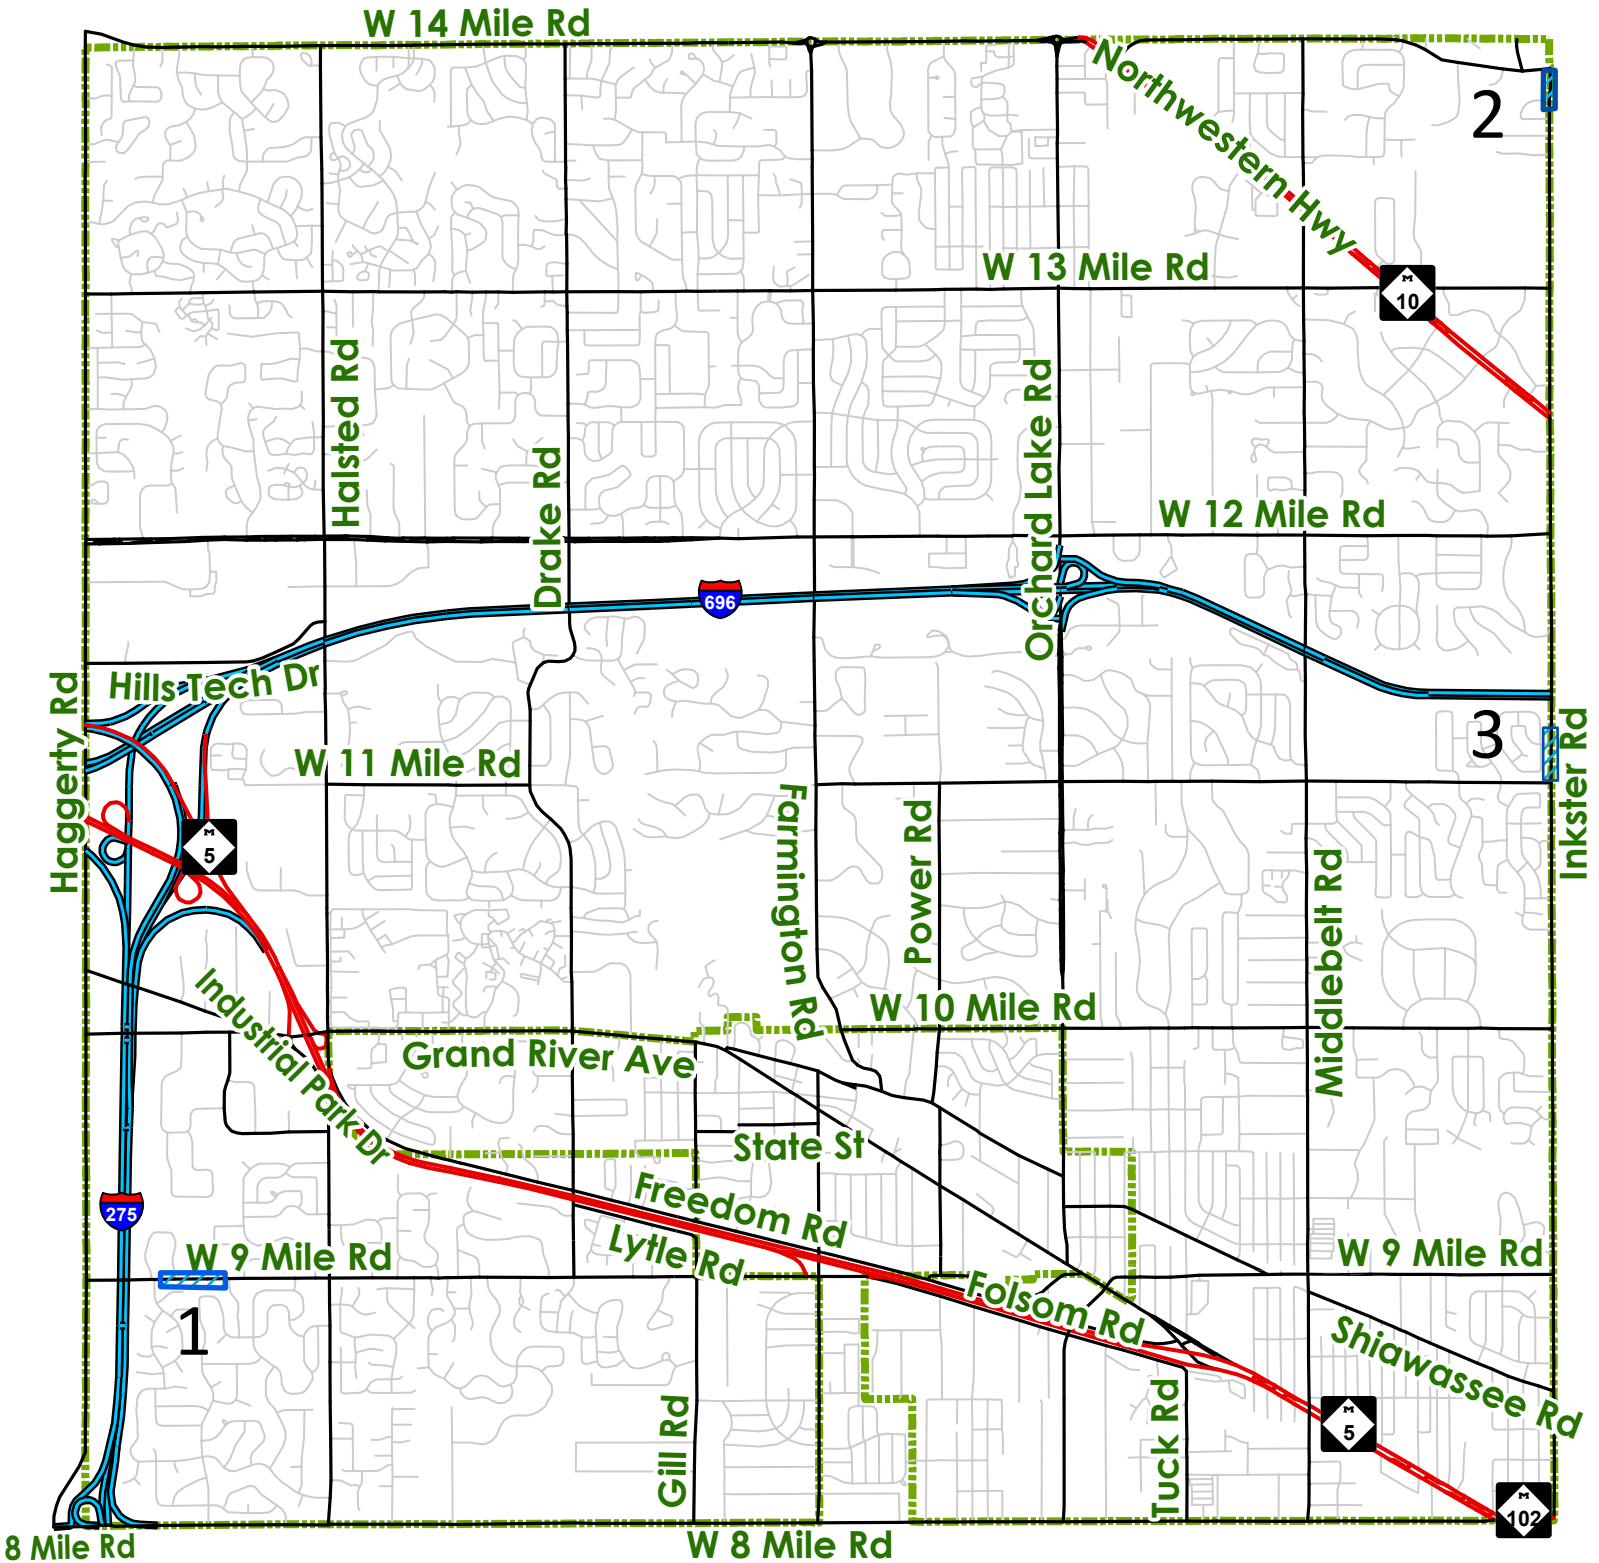 W 14 Mile Rd
Northwestern Hwy
2
W 13 Mile Rd
M
10
Halsted Rd
Drake Rd
Orchard Lake Rd
W 12 Mile Rd
696
Hills Tech Dr
Haggerty Rd
W 11 Mile Rd
3
Inkster Rd
M
5
Farmington Rd
Power Rd
Middlebelt Rd
Industrial Park Dr
W 10 Mile Rd
Grand River Ave
State St
Freedom Rd
Lytle Rd
275
W 9 Mile Rd
W 9 Mile Rd
1
Folsom Rd
Shiawassee Rd
Gill Rd
Tuck Rd
M
5
M
102
8 Mile Rd
W 8 Mile Rd